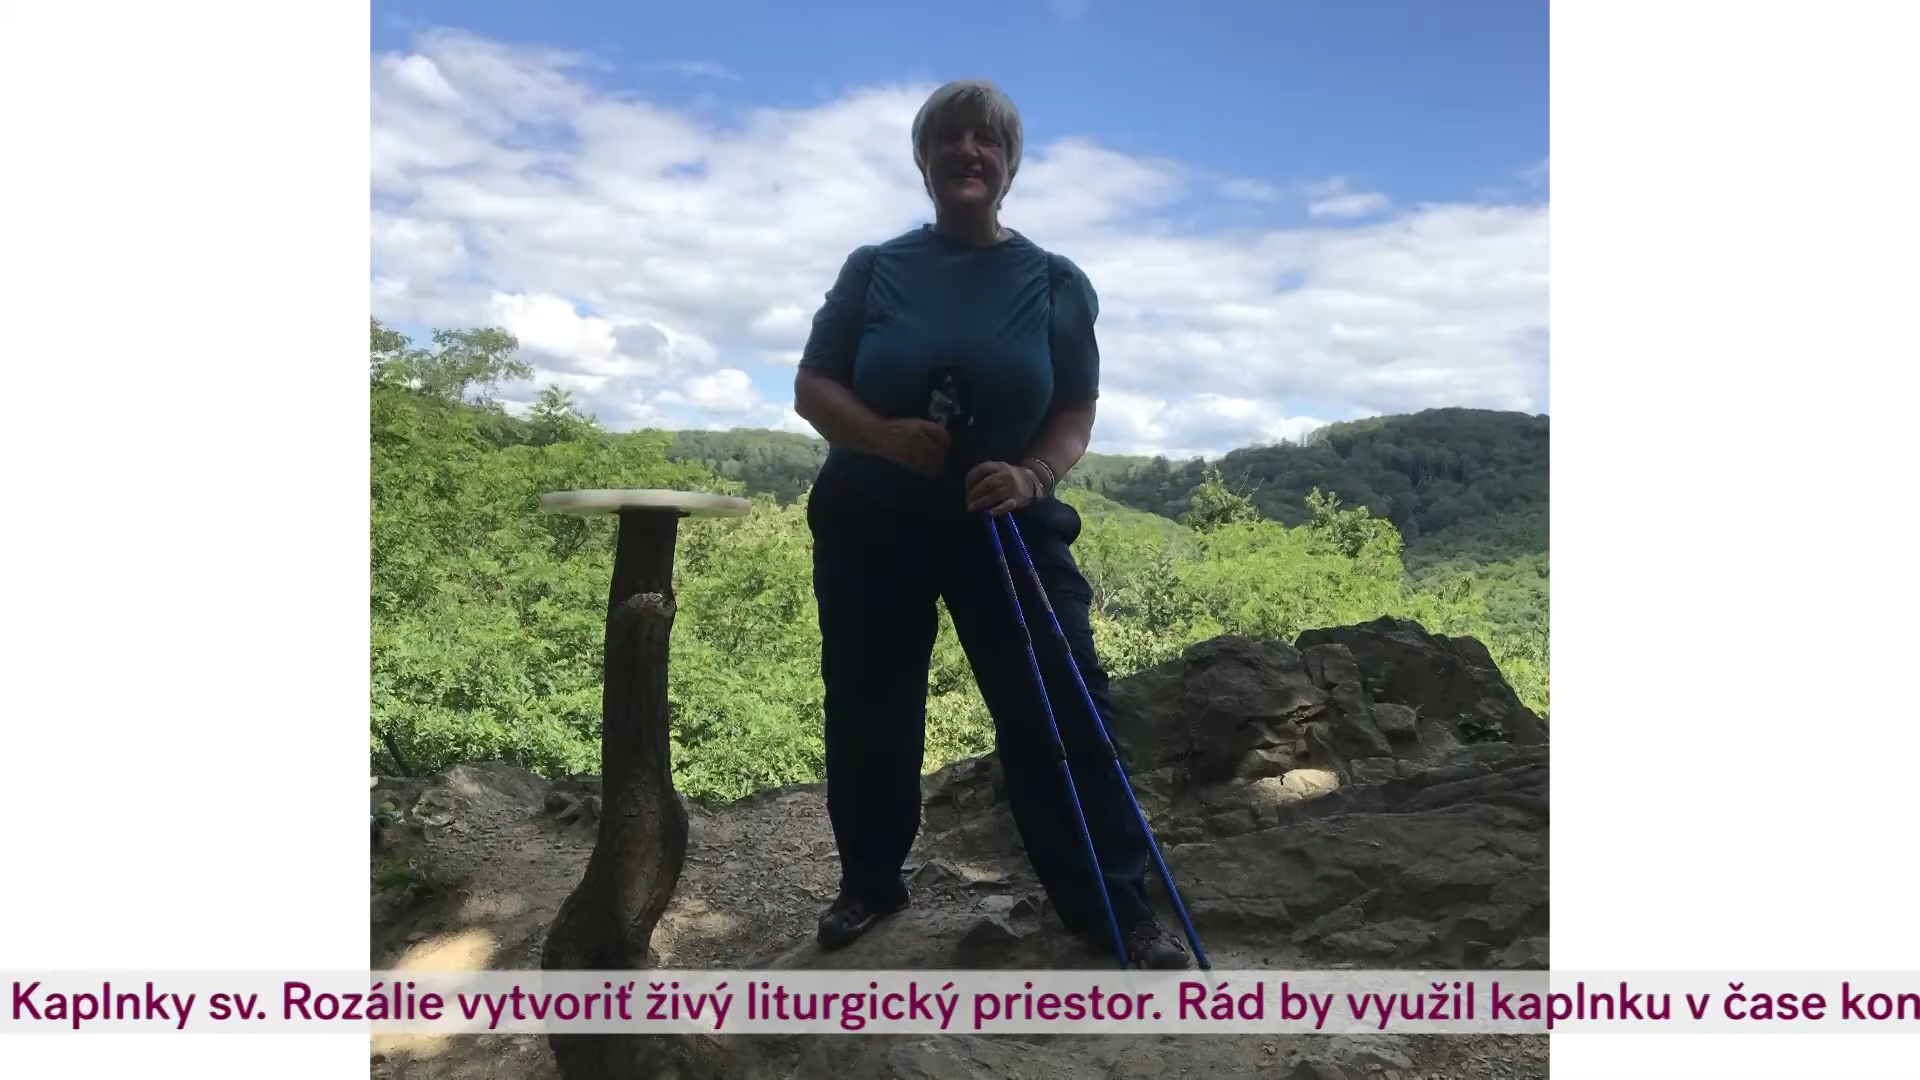 Kaplnky sv. Rozálie vytvoriť živý liturgický priestor. Rád by využil kaplnku v čase kon